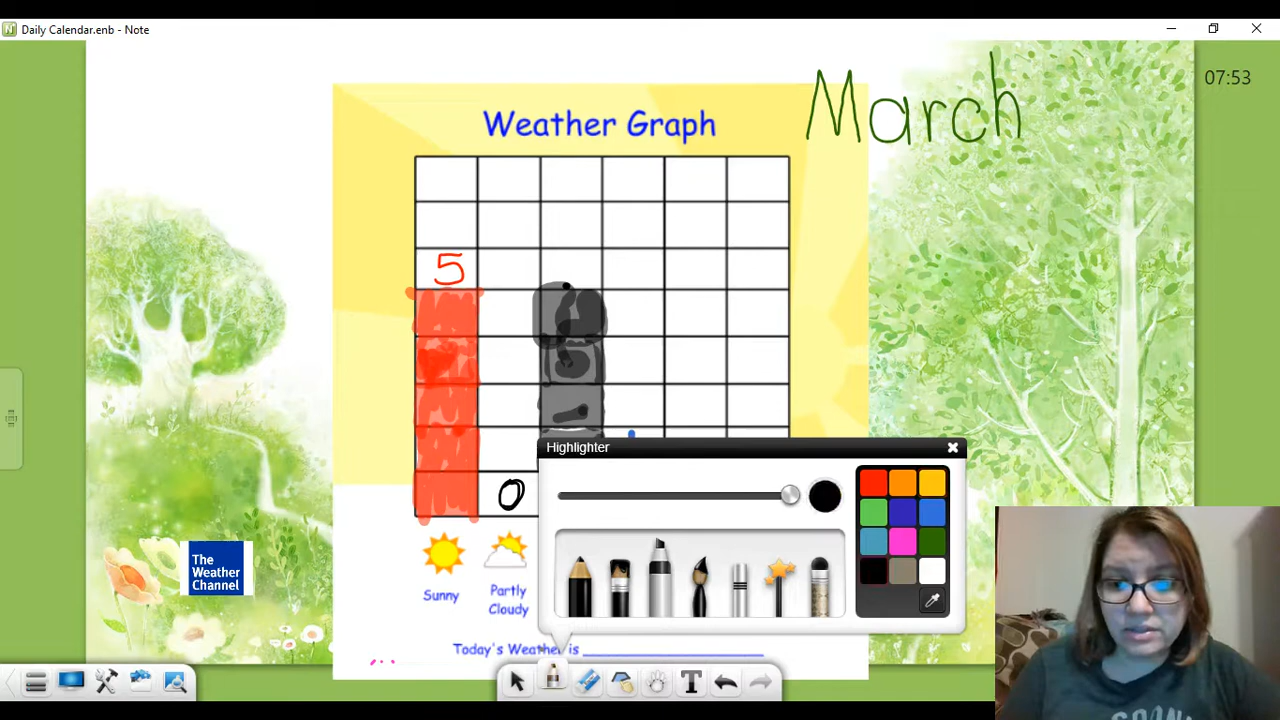 Daily Calendar.enb - Note
March
07:53
Weather Graph
5
Highlighter
0
The
Weather
Channel
Sunny
Partly
Cloudy
Today's Weather is
T